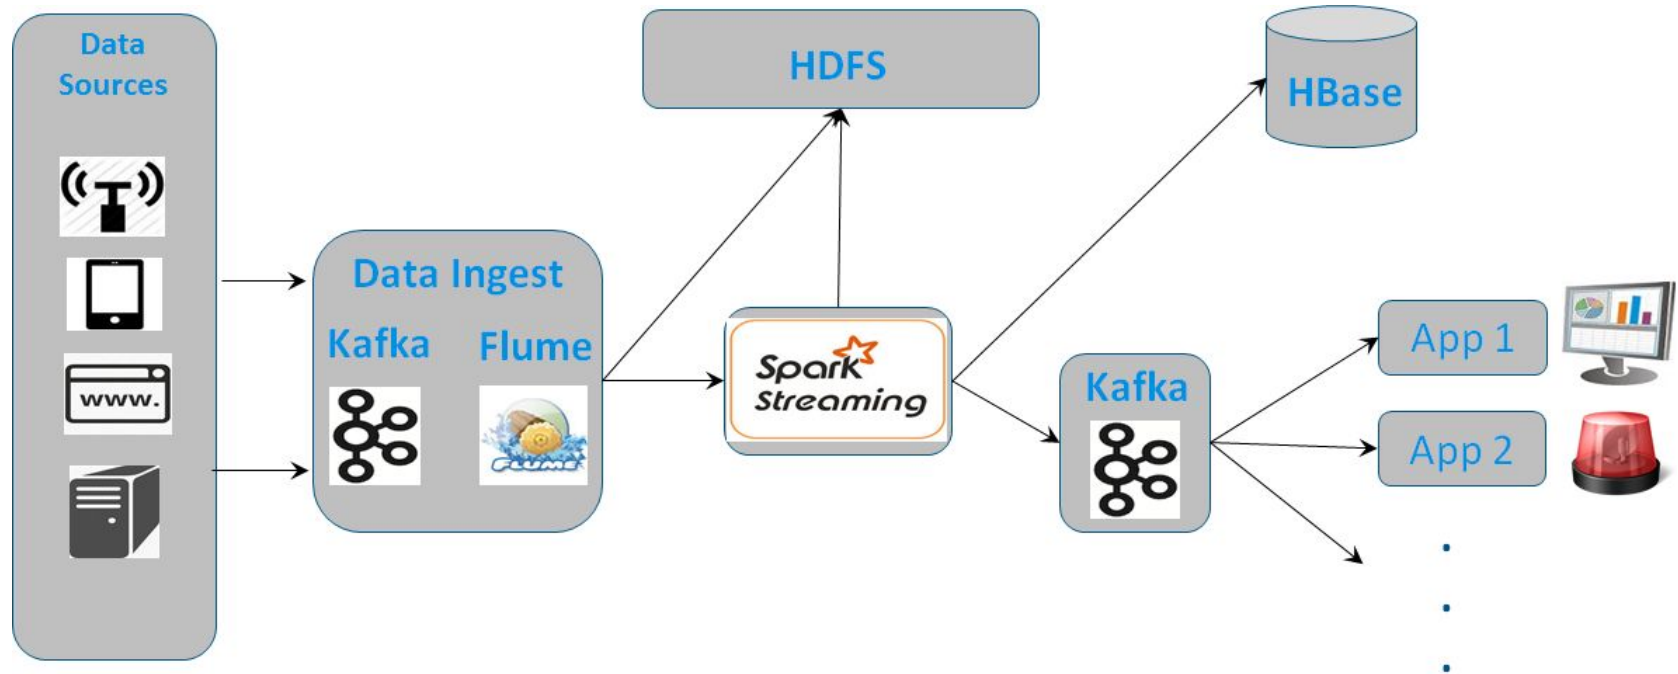 Data
Sources
www.
Data Ingest
Kafka
Flume
FLUME
HDFS
Spark
Streaming
HBase
Kafka
App 1
App 2
.
.
.